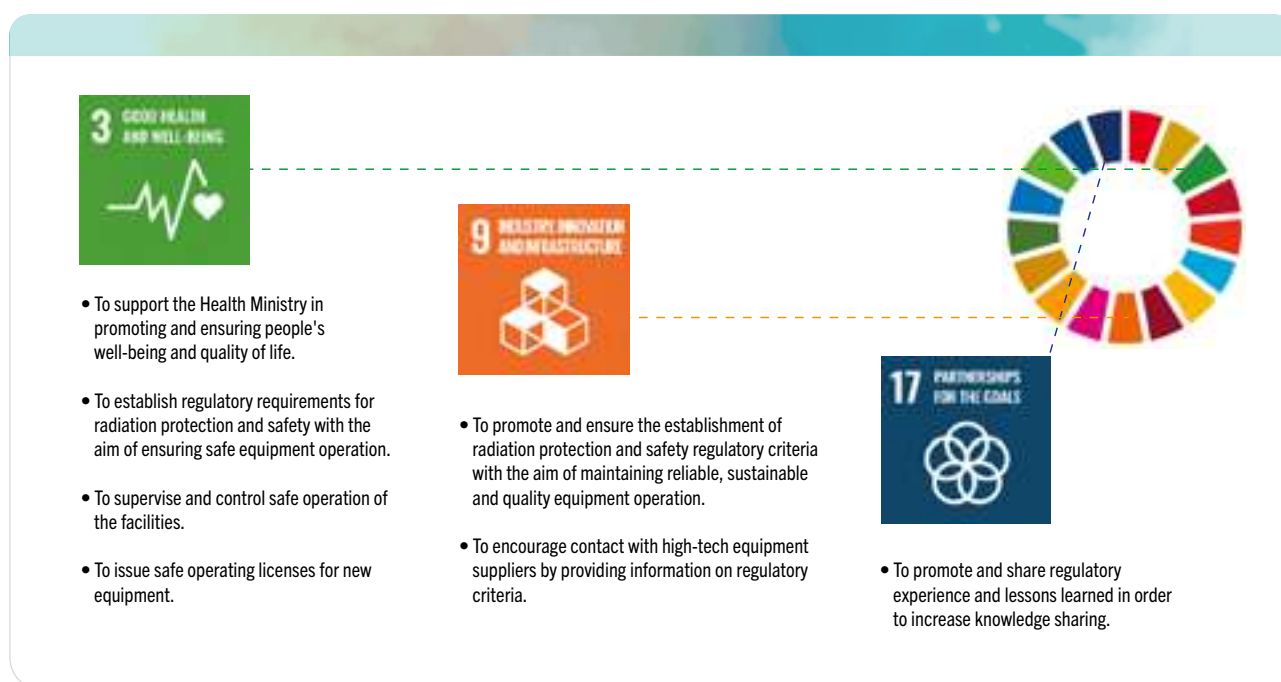 3 GOOD HEALTH
AND WELL-BEING
• To support the Health Ministry in
promoting and ensuring people's
well-being and quality of life.
• To establish regulatory requirements for
radiation protection and safety with the
aim of ensuring safe equipment operation.
• To supervise and control safe operation of
the facilities.
• To issue safe operating licenses for new
equipment.
9 INDUSTRY INNOVATION
AND INFRASTRUCTURE
• To promote and ensure the establishment of
radiation protection and safety regulatory criteria
with the aim of maintaining reliable, sustainable
and quality equipment operation.
• To encourage contact with high-tech equipment
suppliers by providing information on regulatory
criteria.
17 PARTNERSHIPS
FOR THE GOALS
• To promote and share regulatory
experience and lessons learned in order
to increase knowledge sharing.